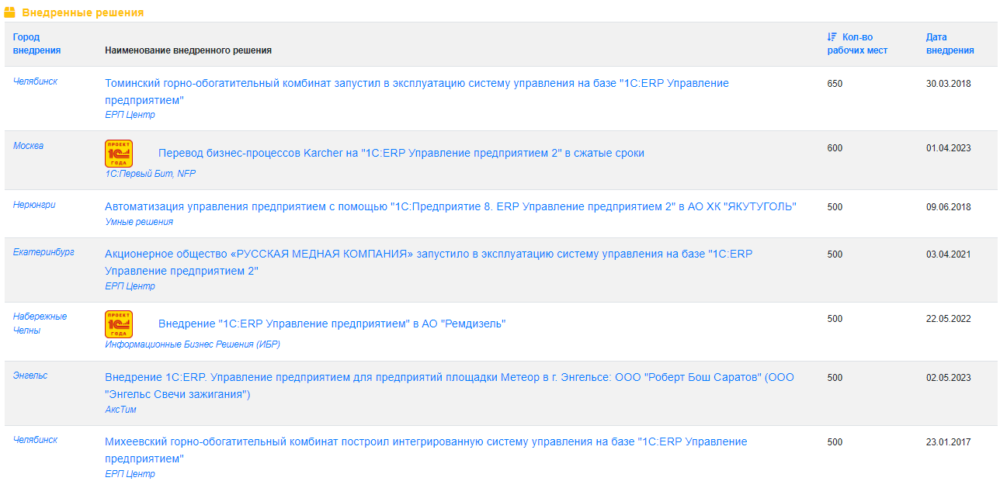 Внедренные решения
Город внедрения
Наименование внедренного решения
Кол-во рабочих мест
Дата внедрения
Челябинск
Томинский горно-обогатительный комбинат запустил в эксплуатацию систему управления на базе "1С:ERP Управление
предприятием"
ЕРП Центр
650
30.03.2018
Москва
ПРОЕКТ
1С
ГОДА
Перевод бизнес-процессов Karcher на "1С:ERP Управление предприятием 2" в сжатые сроки
1С:Первый Бит, NFP
600
01.04.2023
Нерюнгри
Автоматизация управления предприятием с помощью "1С:Предприятие 8. ERP Управление предприятием 2" в АО ХК "ЯКУТУГОЛЬ"
Умные решения
500
09.06.2018
Екатеринбург
Акционерное общество «РУССКАЯ МЕДНАЯ КОМПАНИЯ» запустило в эксплуатацию систему управления на базе "1С:ERP
Управление предприятием 2"
ЕРП Центр
500
03.04.2021
Набережные
Челны
ПРОЕКТ
1С
ГОДА
Внедрение "1С:ERP Управление предприятием" в АО "Ремдизель"
Информационные Бизнес Решения (ИБР)
500
22.05.2022
Энгельс
Внедрение 1С:ERP. Управление предприятием для предприятий площадки Метеор в г. Энгельсе: ООО "Роберт Бош Саратов" (ООО
"Энгельс Свечи зажигания")
АксТим
500
02.05.2023
Челябинск
Михеевский горно-обогатительный комбинат построил интегрированную систему управления на базе "1С:ERP Управление
предприятием"
ЕРП Центр
500
23.01.2017